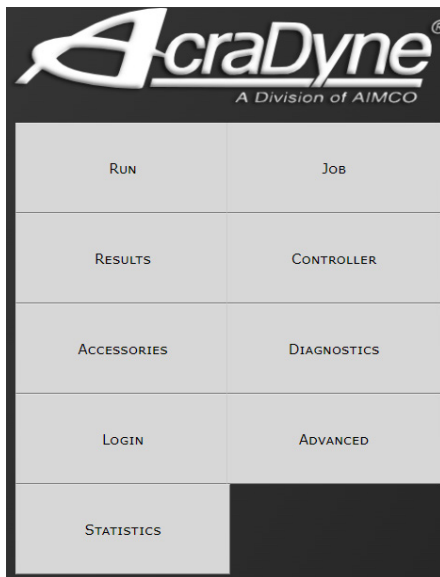 AcraDyne®
A Division of AIMCO
Run Job
Results Controller
Accessories Diagnostics
Login Advanced
Statistics